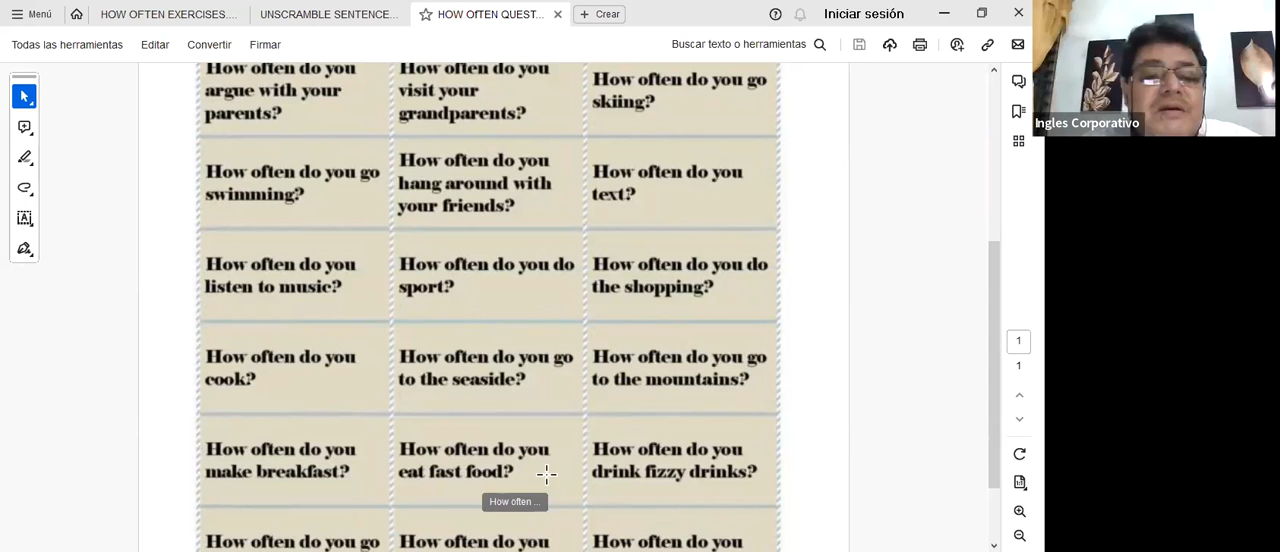 Menú
HOW OFTEN EXERCISES....
UNSCRAMBLE SENTENCE...
HOW OfTEN QUEST...
Crear
Iniciar sesión
Todas las herramientas
Editar
Convertir
Firmar
Buscar texto o herramientas
Ingles Corporativo
How often do you
argue with your
parents?
How often do you
visit your
grandparents?
How often do you go
skiing?
How often do you go
swimming?
How often do you
hang around with
your friends?
How often do you
text?
How often do you
listen to music?
How often do you do
sport?
How often do you do
the shopping?
How often do you
cook?
How often do you go
to the seaside?
How often do you go
to the mountains?
How often do you
make breakfast?
How often do you
eat fast food?
How often do you
drink fizzy drinks?
How often ...
How often do you go
How often do you
How often do you
1
1